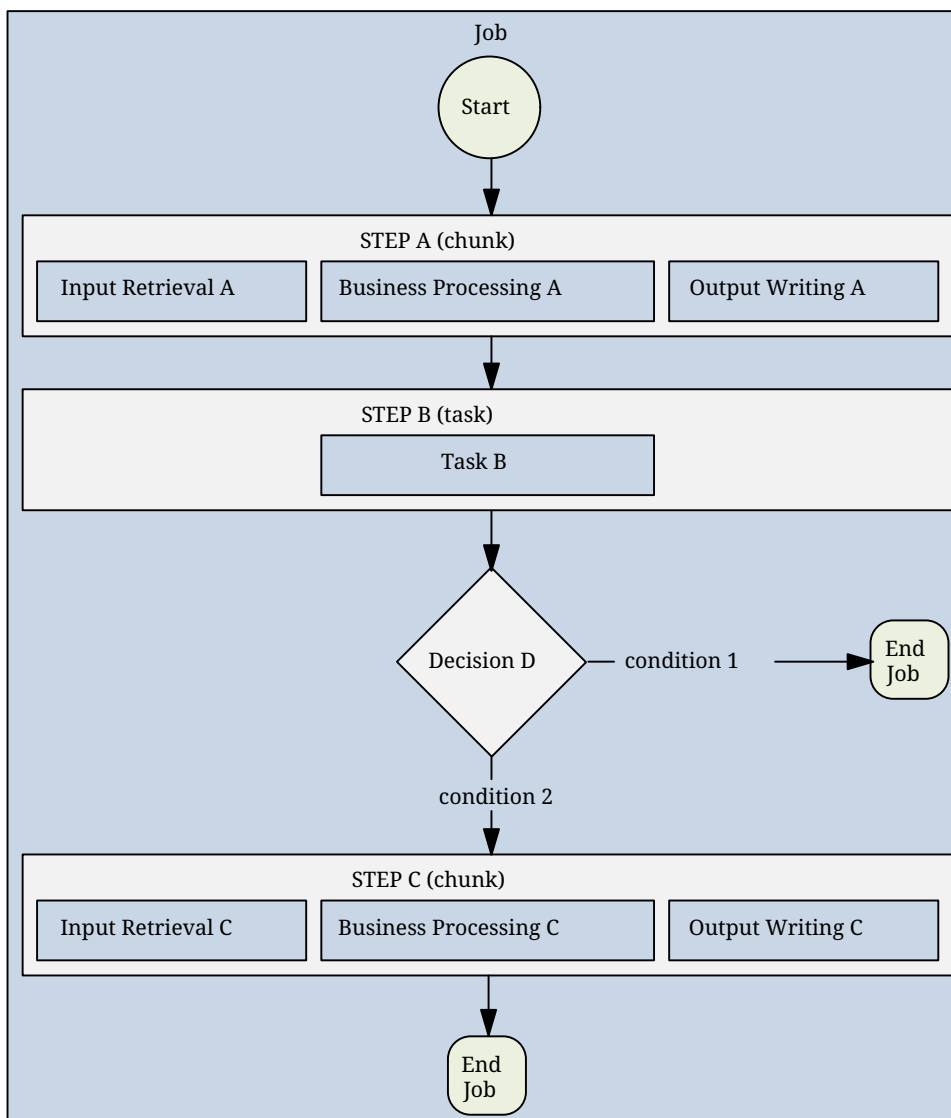 Job
Start
STEP A (chunk)
Input Retrieval A
Business Processing A
Output Writing A
STEP B (task)
Task B
Decision D
condition 1
End
Job
condition 2
STEP C (chunk)
Input Retrieval C
Business Processing C
Output Writing C
End
Job